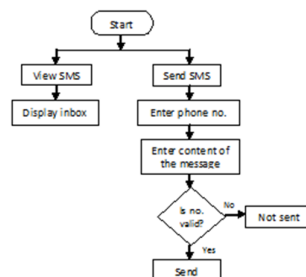 Start
View SMS
Send SMS
Display inbox
Enter phone no.
Enter content of
the message
Is no.
valid?
No
Not sent
Yes
Send